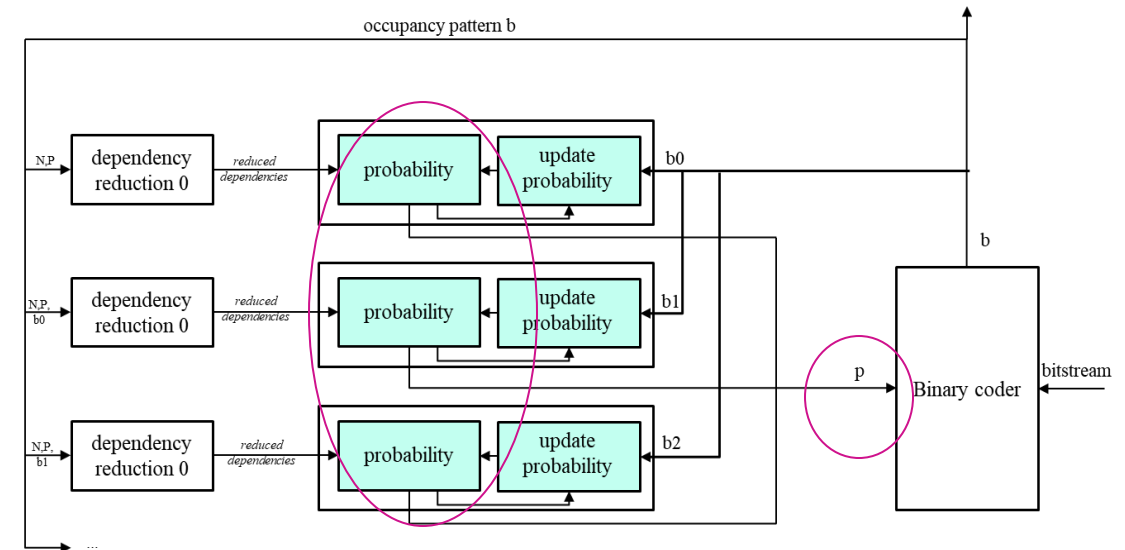 occupancy pattern b
N,P
dependency
reduction 0
reduced
dependencies
probability
update
probability
b0
b
N,P,
b0
dependency
reduction 0
reduced
dependencies
probability
update
probability
b1
p
Binary coder
bitstream
N,P,
b1
dependency
reduction 0
reduced
dependencies
probability
update
probability
b2
...